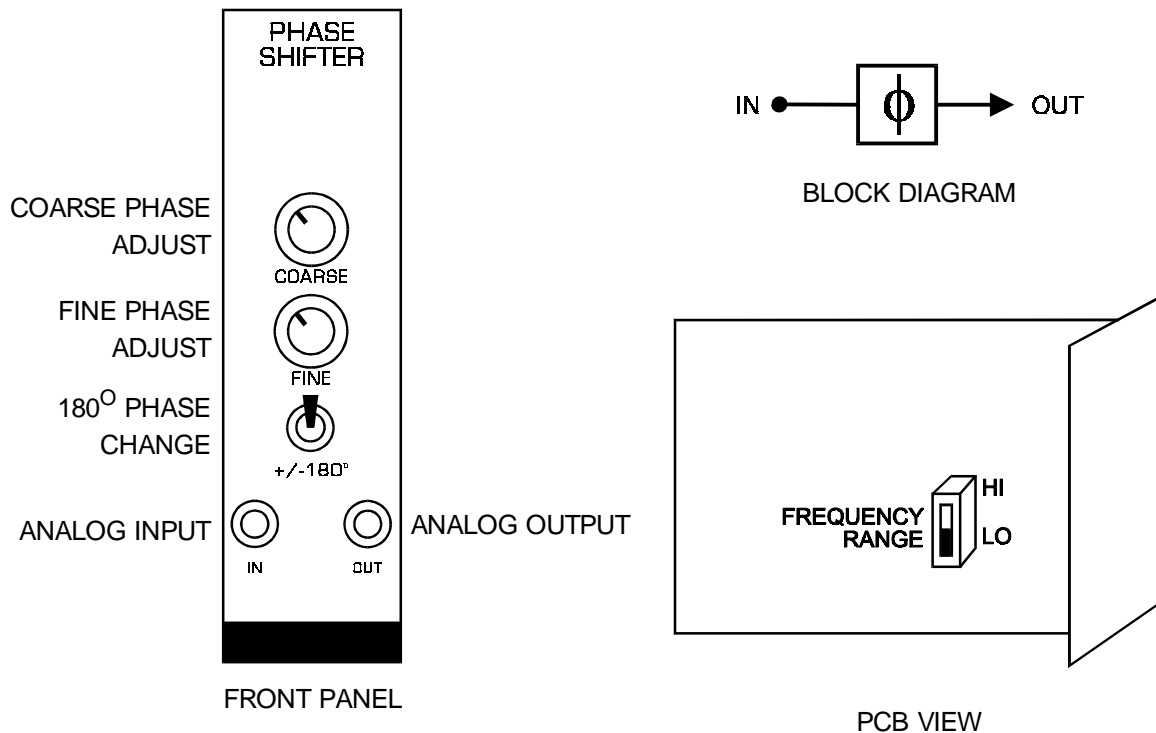 PHASE
SHIFTER
COARSE PHASE
ADJUST
COARSE
FINE PHASE
ADJUST
FINE
180O PHASE
CHANGE
+/-180°
ANALOG INPUT
ANALOG OUTPUT
IN
OUT
FRONT PANEL
IN
ϕ
OUT
BLOCK DIAGRAM
FREQUENCY
RANGE
HI
LO
PCB VIEW